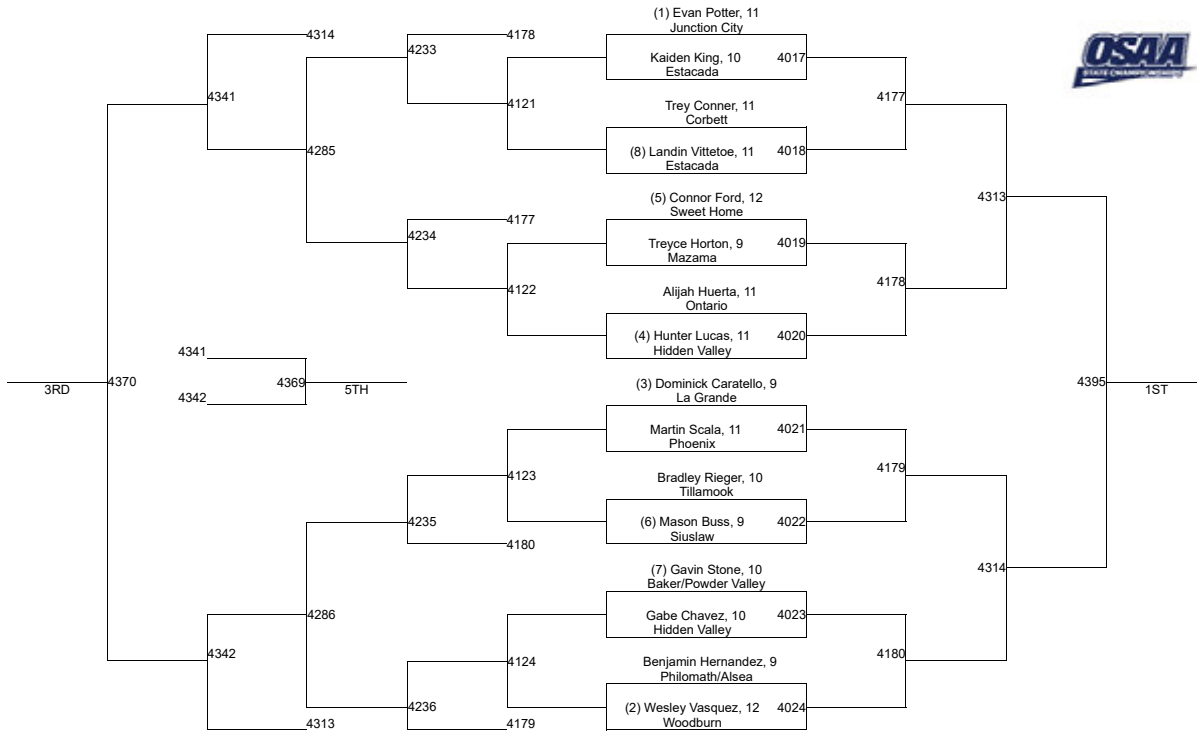 (1) Evan Potter, 11
Junction City
OSAA
STATE CHAMPIONSHIPS
4314
4178
4233
Kaiden King, 10
4017
Estacada
4341
4121
4177
Trey Conner, 11
Corbett
4285
(8) Landin Vittetoe, 11
4018
Estacada
(5) Connor Ford, 12
4313
Sweet Home
4177
4234
Treyce Horton, 9
4019
Mazama
4122
4178
Alijah Huerta, 11
Ontario
(4) Hunter Lucas, 11
4020
Hidden Valley
4341
4370
4369
4395
3RD
5TH
(3) Dominick Caratello, 9
1ST
La Grande
4342
Martin Scala, 11
4021
Phoenix
4123
4179
Bradley Rieger, 10
Tillamook
4235
(6) Mason Buss, 9
4022
Siuslaw
4180
(7) Gavin Stone, 10
4314
Baker/Powder Valley
4286
Gabe Chavez, 10
4023
Hidden Valley
4342
4124
4180
Benjamin Hernandez, 9
Philomath/Alsea
4236
(2) Wesley Vasquez, 12
4024
Woodburn
4313
4179